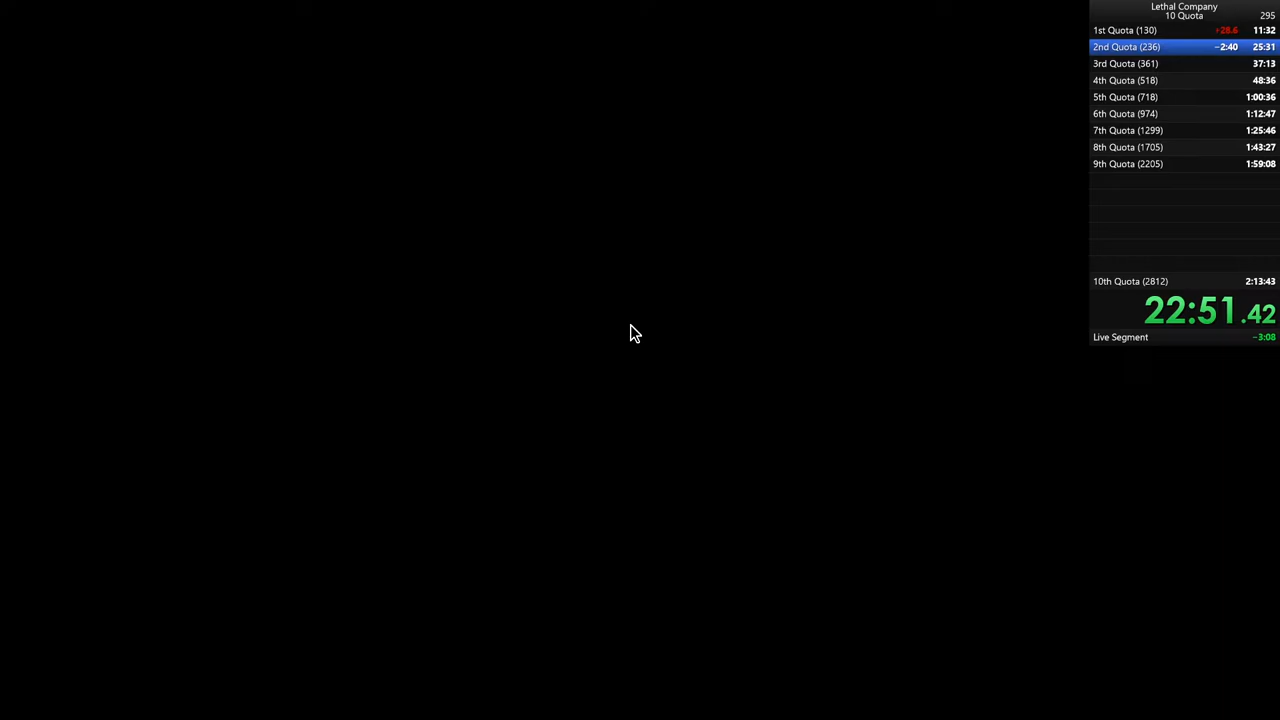 Lethal Company
10 Quota 295
1st Quota (130) +28.6 11:32
2nd Quota (236) −2:40 25:31
3rd Quota (361) 37:13
4th Quota (518) 48:36
5th Quota (718) 1:00:36
6th Quota (974) 1:12:47
7th Quota (1299) 1:25:46
8th Quota (1705) 1:43:27
9th Quota (2205) 1:59:08
10th Quota (2812) 2:13:43
22:51.42
Live Segment −3:08